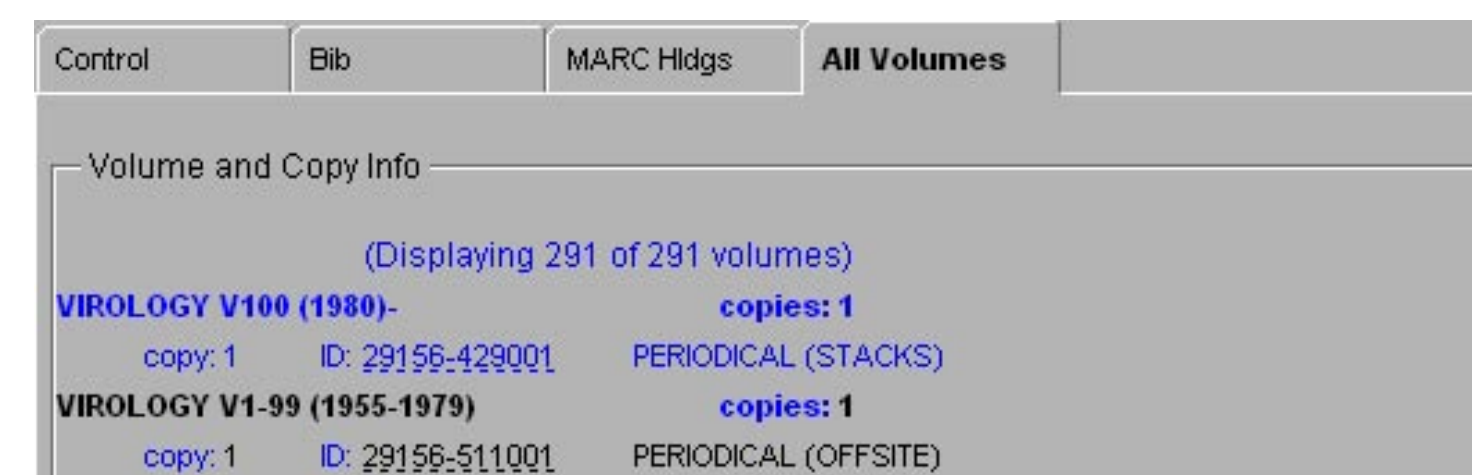 Control Bib MARC Hldgs All Volumes
Volume and Copy Info
(Displaying 291 of 291 volumes)
VIROLOGY V100 (1980)- copies: 1
copy: 1 ID: 29156-429001 PERIODICAL (STACKS)
VIROLOGY V1-99 (1955-1979) copies: 1
copy: 1 ID: 29156-511001 PERIODICAL (OFFSITE)